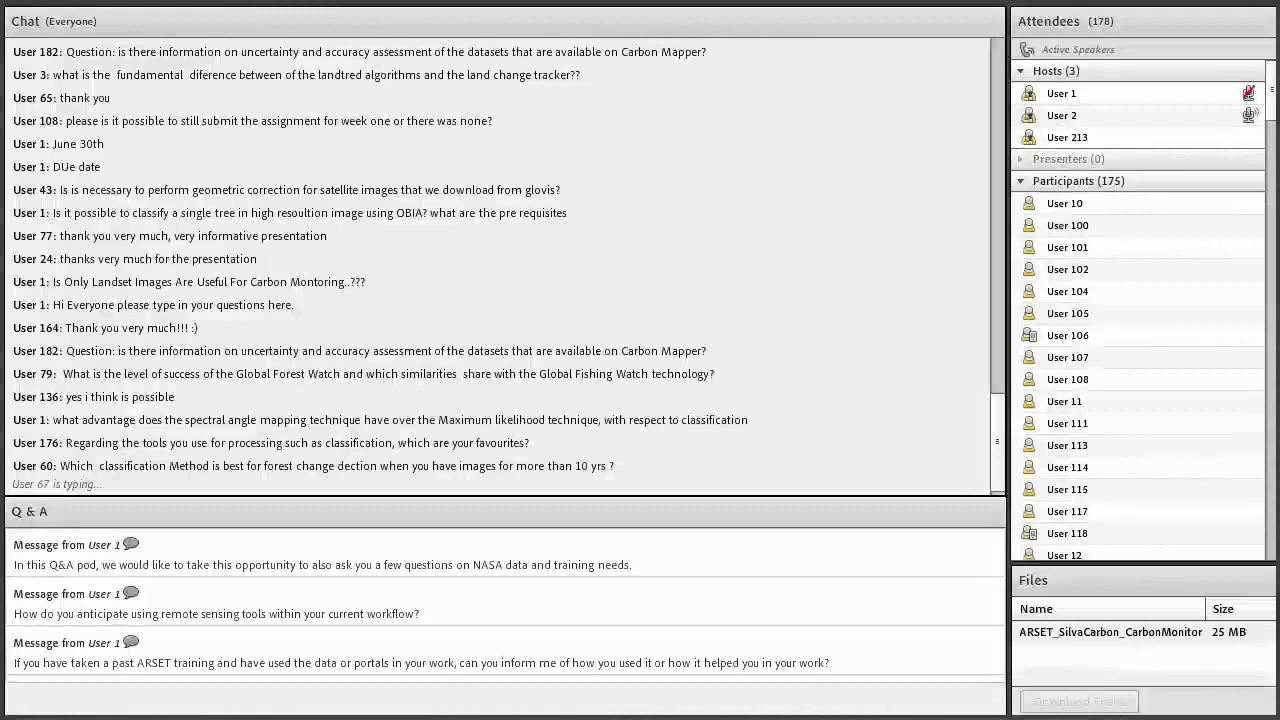 Chat (Everyone)
User 182: Question: is there information on uncertainty and accuracy assessment of the datasets that are available on Carbon Mapper?
User 3: what is the fundamental diference between of the landtred algorithms and the land change tracker??
User 65: thank you
User 108: please is it possible to still submit the assignment for week one or there was none?
User 1: June 30th
User 1: DUe date
User 43: Is is necessary to perform geometric correction for satellite images that we download from glovis?
User 1: Is it possible to classify a single tree in high resoultion image using OBIA? what are the pre requisites
User 77: thank you very much, very informative presentation
User 24: thanks very much for the presentation
User 1: Is Only Landset Images Are Useful For Carbon Montoring..???
User 1: Hi Everyone please type in your questions here.
User 164: Thank you very much!!! :)
User 182: Question: is there information on uncertainty and accuracy assessment of the datasets that are available on Carbon Mapper?
User 79: What is the level of success of the Global Forest Watch and which similarities share with the Global Fishing Watch technology?
User 136: yes i think is possible
User 1: what advantage does the spectral angle mapping technique have over the Maximum likelihood technique, with respect to classification
User 176: Regarding the tools you use for processing such as classification, which are your favourites?
User 60: Which classification Method is best for forest change dection when you have images for more than 10 yrs ?
User 67 is typing...
Q & A
Message from User 1
In this Q&A pod, we would like to take this opportunity to also ask you a few questions on NASA data and training needs.
Message from User 1
How do you anticipate using remote sensing tools within your current workflow?
Message from User 1
If you have taken a past ARSET training and have used the data or portals in your work, can you inform me of how you used it or how it helped you in your work?
Attendees (178)
Active Speakers
Hosts (3)
User 1
User 2
User 213
Presenters (0)
Participants (175)
User 10
User 100
User 101
User 102
User 104
User 105
User 106
User 107
User 108
User 11
User 111
User 113
User 114
User 115
User 117
User 118
User 12
Files
Name Size
ARSET_SilvaCarbon_CarbonMonitor 25 MB